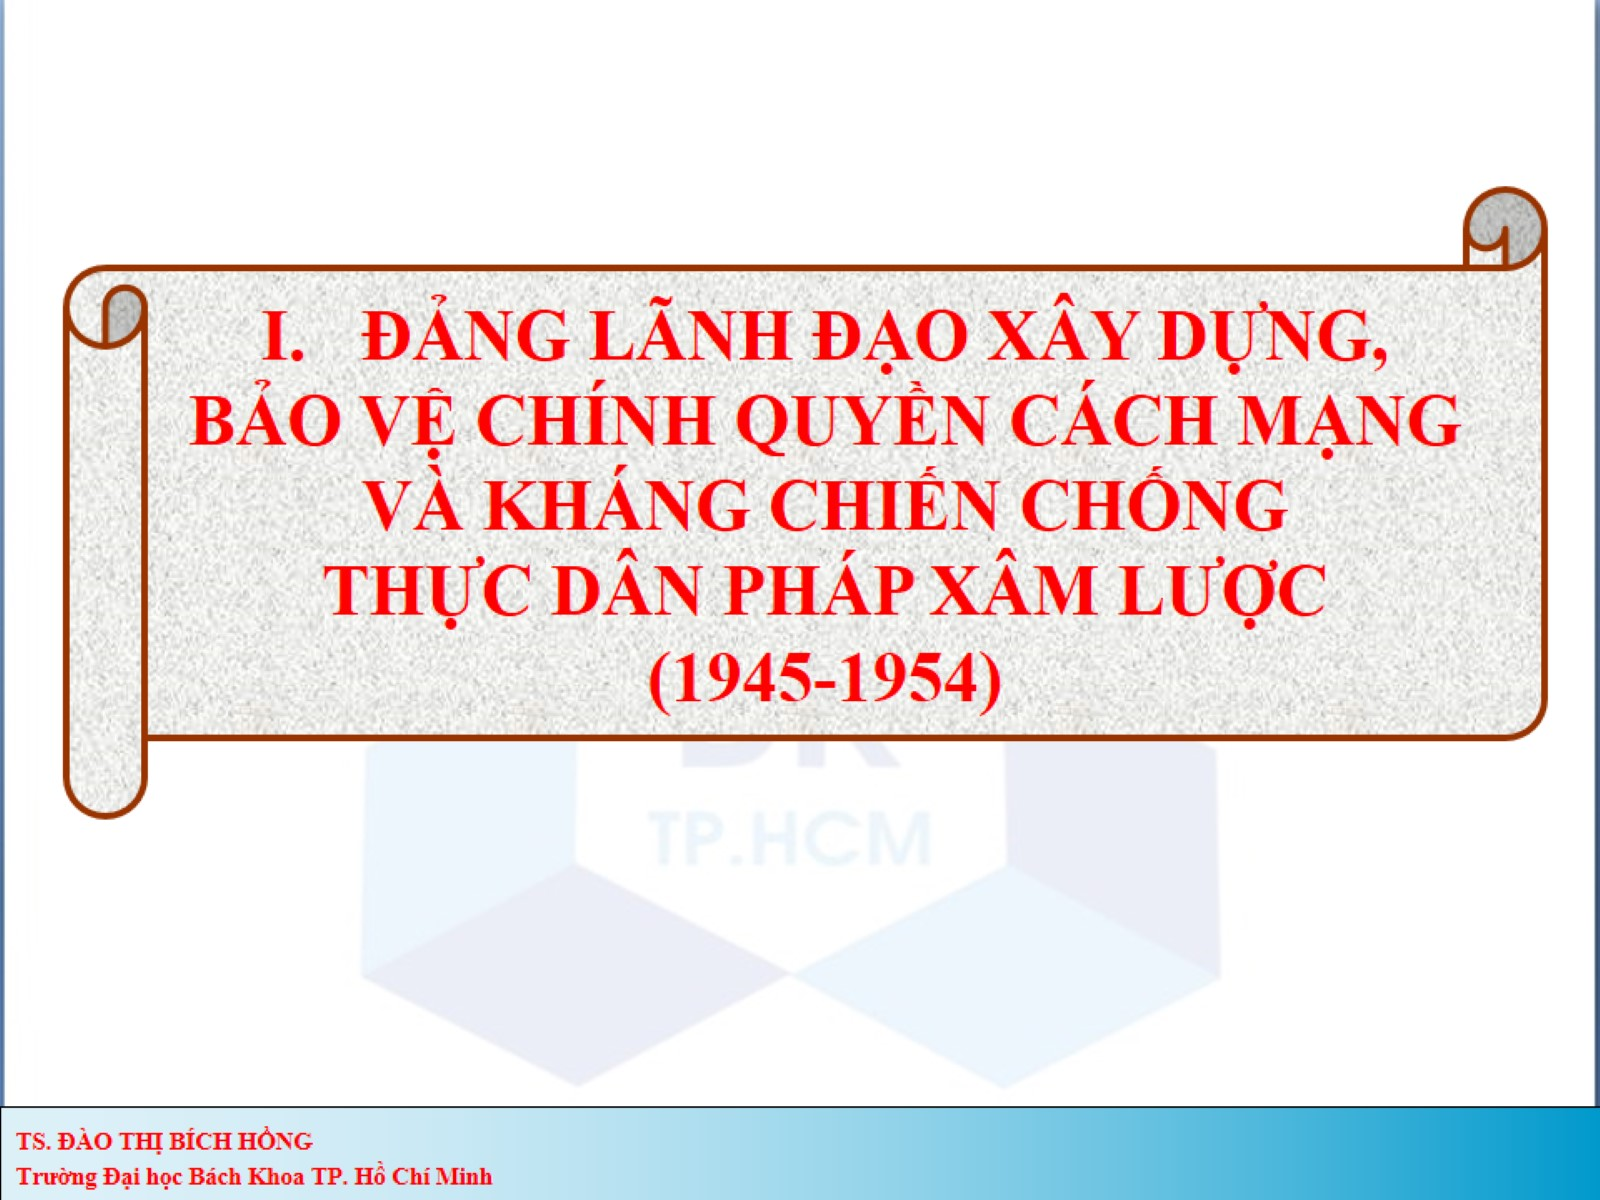 I. ĐẢNG LÃNH ĐẠO XÂY DỰNG,
BẢO VỆ CHÍNH QUYỀN CÁCH MẠNG
VÀ KHÁNG CHIẾN CHỐNG
THỰC DÂN PHÁP XÂM LƯỢC
(1945-1954)
BK
TP.HCM
TS. ĐÀO THỊ BÍCH HỒNG
Trường Đại học Bách Khoa TP. Hồ Chí Minh